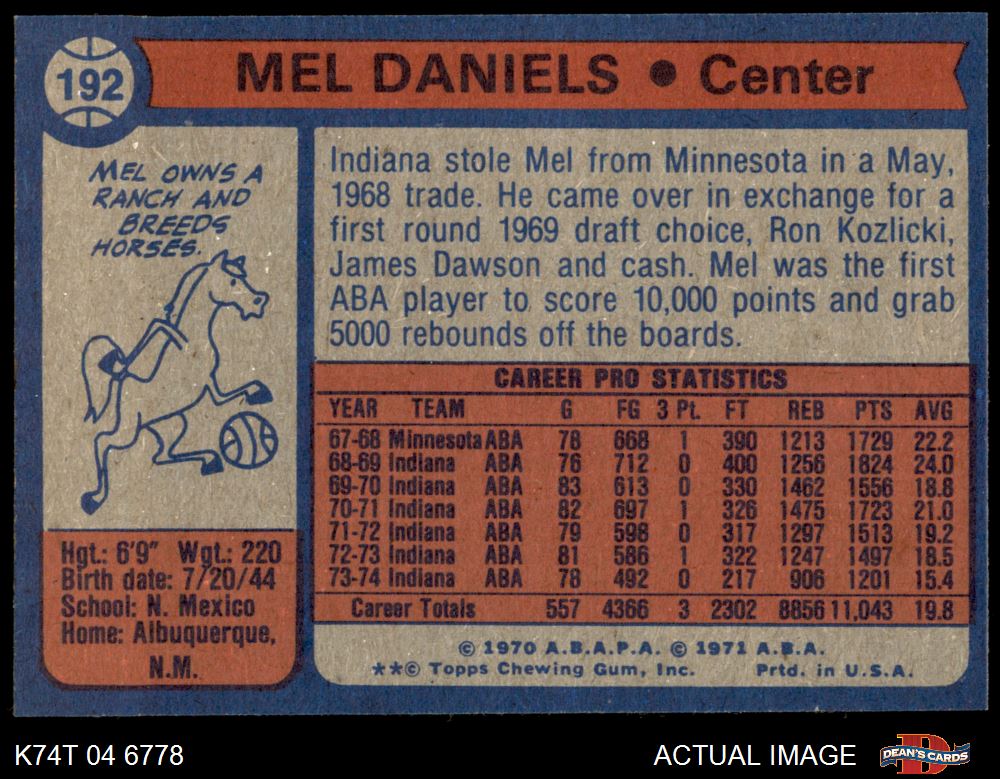 192
MEL DANIELS • Center
MEL OWNS A
RANCH AND
BREEDS
HORSES.
Hgt.: 6'9" Wgt.: 220
Birth date: 7/20/44
School: N. Mexico
Home: Albuquerque,
N.M.
Indiana stole Mel from Minnesota in a May,
1968 trade. He came over in exchange for a
first round 1969 draft choice, Ron Kozlicki,
James Dawson and cash. Mel was the first
ABA player to score 10,000 points and grab
5000 rebounds off the boards.
CAREER PRO STATISTICS
YEAR TEAM G FG 3 Pt. FT REB PTS AVG
67-68 Minnesota ABA 78 668 1 390 1213 1729 22.2
68-69 Indiana ABA 76 712 0 400 1256 1824 24.0
69-70 Indiana ABA 83 613 0 330 1462 1556 18.8
70-71 Indiana ABA 82 697 1 326 1475 1723 21.0
71-72 Indiana ABA 79 598 0 317 1297 1513 19.2
72-73 Indiana ABA 81 586 1 322 1247 1497 18.5
73-74 Indiana ABA 78 492 0 217 906 1201 15.4
Career Totals 557 4366 3 2302 8856 11,043 19.8
© 1970 A.B.A.P.A. © 1971 A.B.A.
**© Topps Chewing Gum, Inc. Prtd. in U.S.A.
K74T 04 6778
ACTUAL IMAGE
DEAN'S CARDS